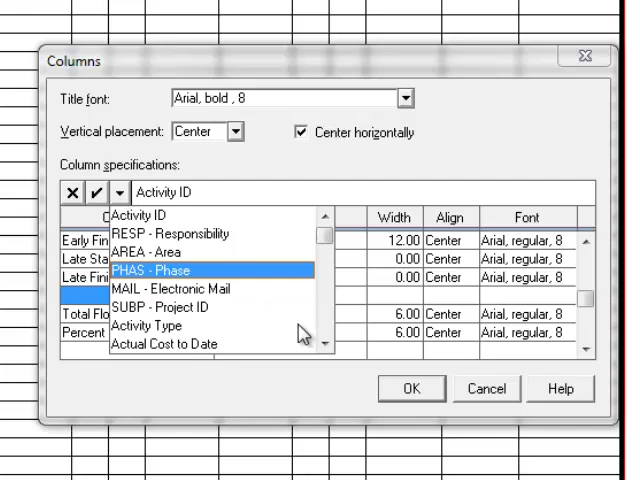 Columns
Title font: Arial, bold , 8
Vertical placement: Center Center horizontally
Column specifications:
Activity ID
C Width Align Font
Activity ID
RESP - Responsibility
Early Fin 12.00 Center Arial, regular, 8
AREA - Area
Late Sta 0.00 Center Arial, regular, 8
PHAS - Phase
Late Fini 0.00 Center Arial, regular, 8
MAIL - Electronic Mail
SUBP - Project ID
Total Flo 6.00 Center Arial, regular, 8
Activity Type
Percent 6.00 Center Arial, regular, 8
Actual Cost to Date
OK Cancel Help